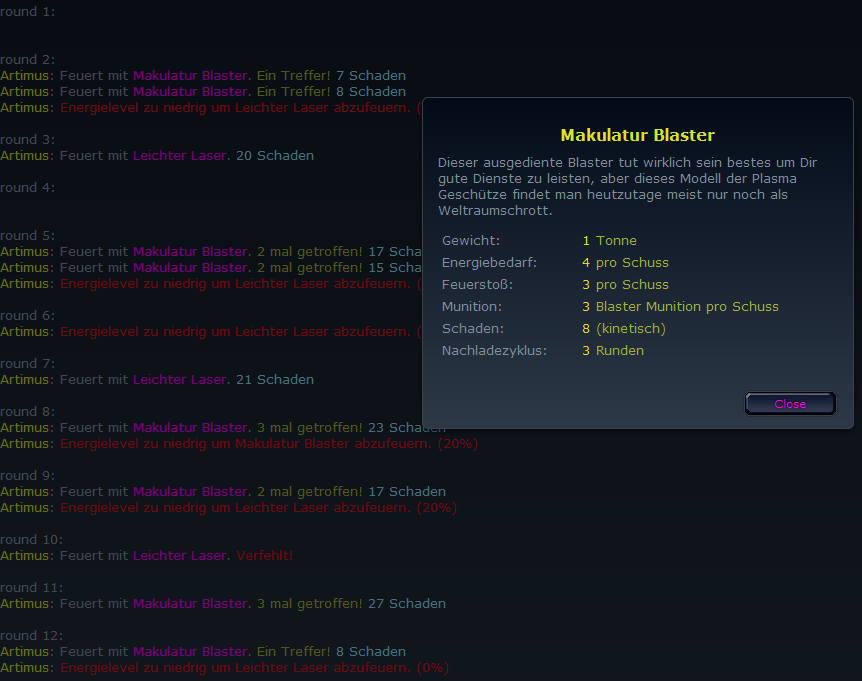 round 1:
round 2:
Artimus: Feuert mit Makulatur Blaster. Ein Treffer! 7 Schaden
Artimus: Feuert mit Makulatur Blaster. Ein Treffer! 8 Schaden
Artimus: Energielevel zu niedrig um Leichter Laser abzufeuern. (
round 3:
Artimus: Feuert mit Leichter Laser. 20 Schaden
round 4:
round 5:
Artimus: Feuert mit Makulatur Blaster. 2 mal getroffen! 17 Scha
Artimus: Feuert mit Makulatur Blaster. 2 mal getroffen! 15 Scha
Artimus: Energielevel zu niedrig um Leichter Laser abzufeuern. (
round 6:
Artimus: Energielevel zu niedrig um Leichter Laser abzufeuern. (
round 7:
Artimus: Feuert mit Leichter Laser. 21 Schaden
round 8:
Artimus: Feuert mit Makulatur Blaster. 3 mal getroffen! 23 Schaden
Artimus: Energielevel zu niedrig um Makulatur Blaster abzufeuern. (20%)
round 9:
Artimus: Feuert mit Makulatur Blaster. 2 mal getroffen! 17 Schaden
Artimus: Energielevel zu niedrig um Leichter Laser abzufeuern. (20%)
round 10:
Artimus: Feuert mit Leichter Laser. Verfehlt!
round 11:
Artimus: Feuert mit Makulatur Blaster. 3 mal getroffen! 27 Schaden
round 12:
Artimus: Feuert mit Makulatur Blaster. Ein Treffer! 8 Schaden
Artimus: Energielevel zu niedrig um Leichter Laser abzufeuern. (0%)
Makulatur Blaster
Dieser ausgediente Blaster tut wirklich sein bestes um Dir
gute Dienste zu leisten, aber dieses Modell der Plasma
Geschütze findet man heutzutage meist nur noch als
Weltraumschrott.
Gewicht: 1 Tonne
Energiebedarf: 4 pro Schuss
Feuerstoß: 3 pro Schuss
Munition: 3 Blaster Munition pro Schuss
Schaden: 8 (kinetisch)
Nachladezyklus: 3 Runden
Close